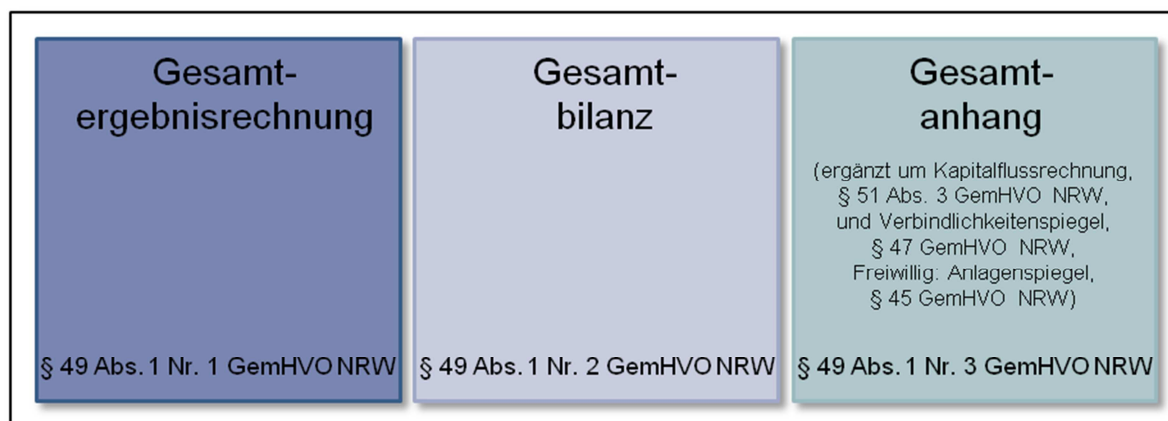 Gesamt-
ergebnisrechnung
§ 49 Abs. 1 Nr. 1 GemHVO NRW
Gesamt-
bilanz
§ 49 Abs. 1 Nr. 2 GemHVO NRW
Gesamt-
anhang
(ergänzt um Kapitalflussrechnung,
§ 51 Abs. 3 GemHVO NRW,
und Verbindlichkeitenspiegel,
§ 47 GemHVO NRW,
Freiwillig: Anlagenspiegel,
§ 45 GemHVO NRW)
§ 49 Abs. 1 Nr. 3 GemHVO NRW